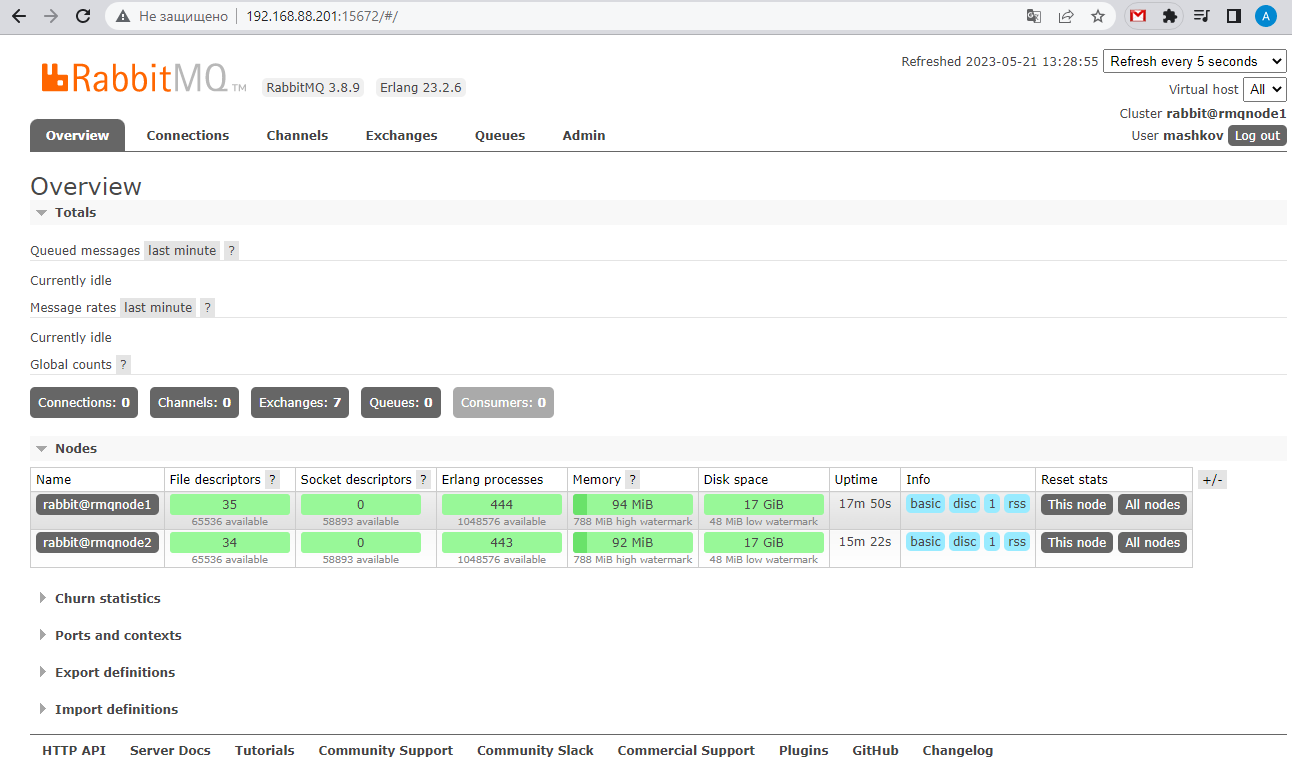 Не защищено 192.168.88.201:15672/#/
A
Refreshed 2023-05-21 13:28:55 Refresh every 5 seconds
RabbitMQ TM RabbitMQ 3.8.9 Erlang 23.2.6
Virtual host All
Cluster rabbit@rmqnode1
User mashkov Log out
Overview Connections Channels Exchanges Queues Admin
Overview
Totals
Queued messages last minute ?
Currently idle
Message rates last minute ?
Currently idle
Global counts ?
Connections: 0 Channels: 0 Exchanges: 7 Queues: 0 Consumers: 0
Nodes
Name File descriptors ? Socket descriptors ? Erlang processes Memory ? Disk space Uptime Info Reset stats +/-
rabbit@rmqnode1 35 0 444 94 MiB 17 GiB 17m 50s basic disc 1 rss This node All nodes
65536 available 58893 available 1048576 available 788 MiB high watermark 48 MiB low watermark
rabbit@rmqnode2 34 0 443 92 MiB 17 GiB 15m 22s basic disc 1 rss This node All nodes
65536 available 58893 available 1048576 available 788 MiB high watermark 48 MiB low watermark
Churn statistics
Ports and contexts
Export definitions
Import definitions
HTTP API Server Docs Tutorials Community Support Community Slack Commercial Support Plugins GitHub Changelog